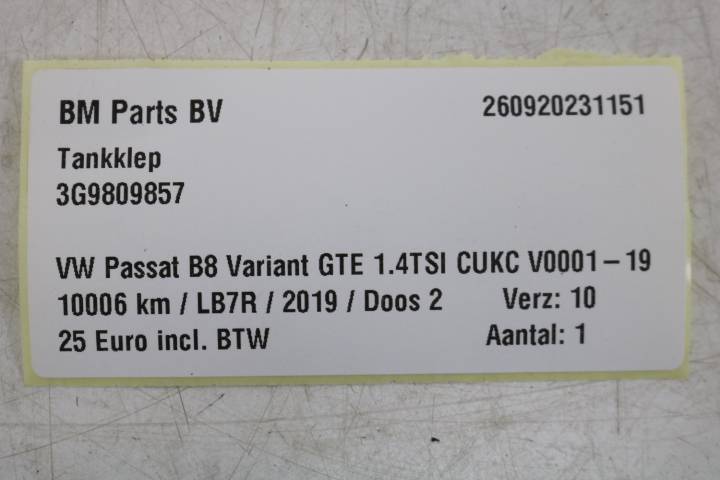 BM Parts BV 260920231151
Tankklep
3G9809857
VW Passat B8 Variant GTE 1.4TSI CUKC V0001-19
10006 km / LB7R / 2019 / Doos 2 Verz: 10
25 Euro incl. BTW Aantal: 1